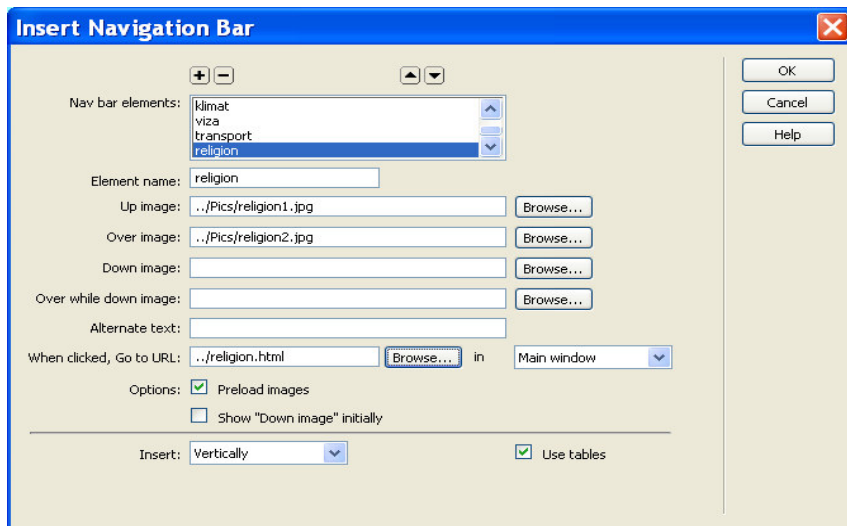 Insert Navigation Bar
OK
Nav bar elements: klimat Cancel
viza
transport Help
religion
Element name: religion
Up image: ../Pics/religion1.jpg Browse...
Over image: ../Pics/religion2.jpg Browse...
Down image: Browse...
Over while down image: Browse...
Alternate text:
When clicked, Go to URL: ../religion.html Browse... in Main window
Options: Preload images
Show "Down image" initially
Insert: Vertically Use tables